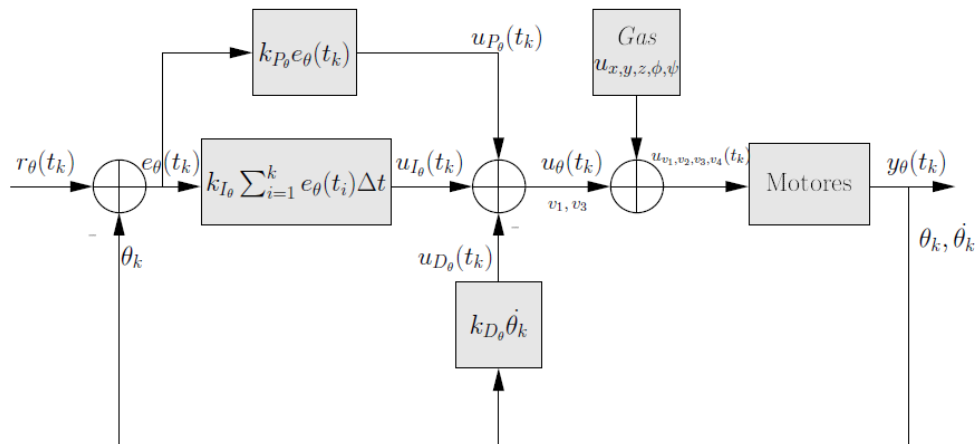 k_{P_θ}e_θ(t_k)
u_{P_θ}(t_k)
Gas
u_{x,y,z,ϕ,ψ}
r_θ(t_k)
e_θ(t_k)
k_{I_θ} ∑_{i=1}^{k} e_θ(t_i)Δt
u_{I_θ}(t_k)
u_θ(t_k)
v_1, v_3
u_{v_1,v_2,v_3,v_4}(t_k)
Motores
y_θ(t_k)
−
−
θ_k
u_{D_θ}(t_k)
θ_k, θ̇_k
k_{D_θ}θ̇_k